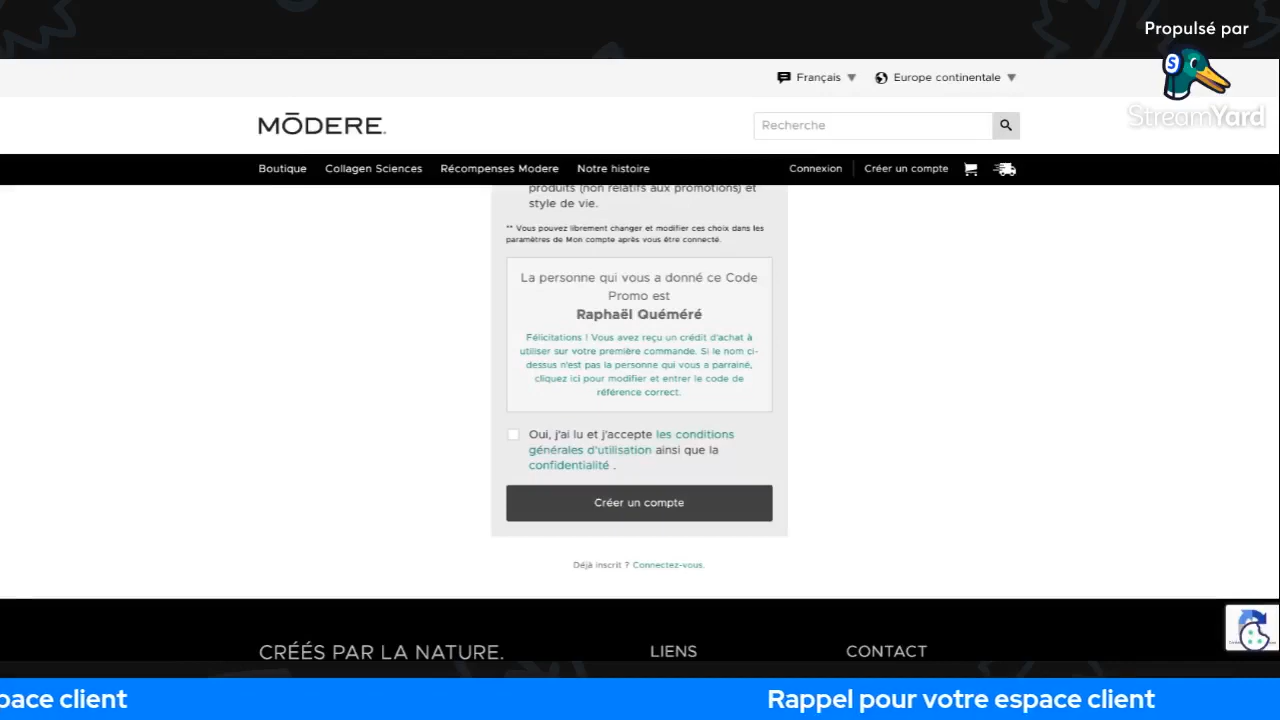 Propulsé par
StreamYard
Français
Europe continentale
MŌDERE.
Recherche
Boutique
Collagen Sciences
Récompenses Modere
Notre histoire
Connexion
Créer un compte
produits (non relatifs aux promotions) et
style de vie.
** Vous pouvez librement changer et modifier ces choix dans les
paramètres de Mon compte après vous être connecté.
La personne qui vous a donné ce Code
Promo est
Raphaël Quéméré
Félicitations ! Vous avez reçu un crédit d'achat à
utiliser sur votre première commande. Si le nom ci-
dessus n'est pas la personne qui vous a parrainé,
cliquez ici pour modifier et entrer le code de
référence correct.
Oui, j'ai lu et j'accepte les conditions
générales d'utilisation ainsi que la
confidentialité .
Créer un compte
Déjà inscrit ? Connectez-vous.
CRÉÉS PAR LA NATURE.
LIENS
CONTACT
pace client
Rappel pour votre espace client